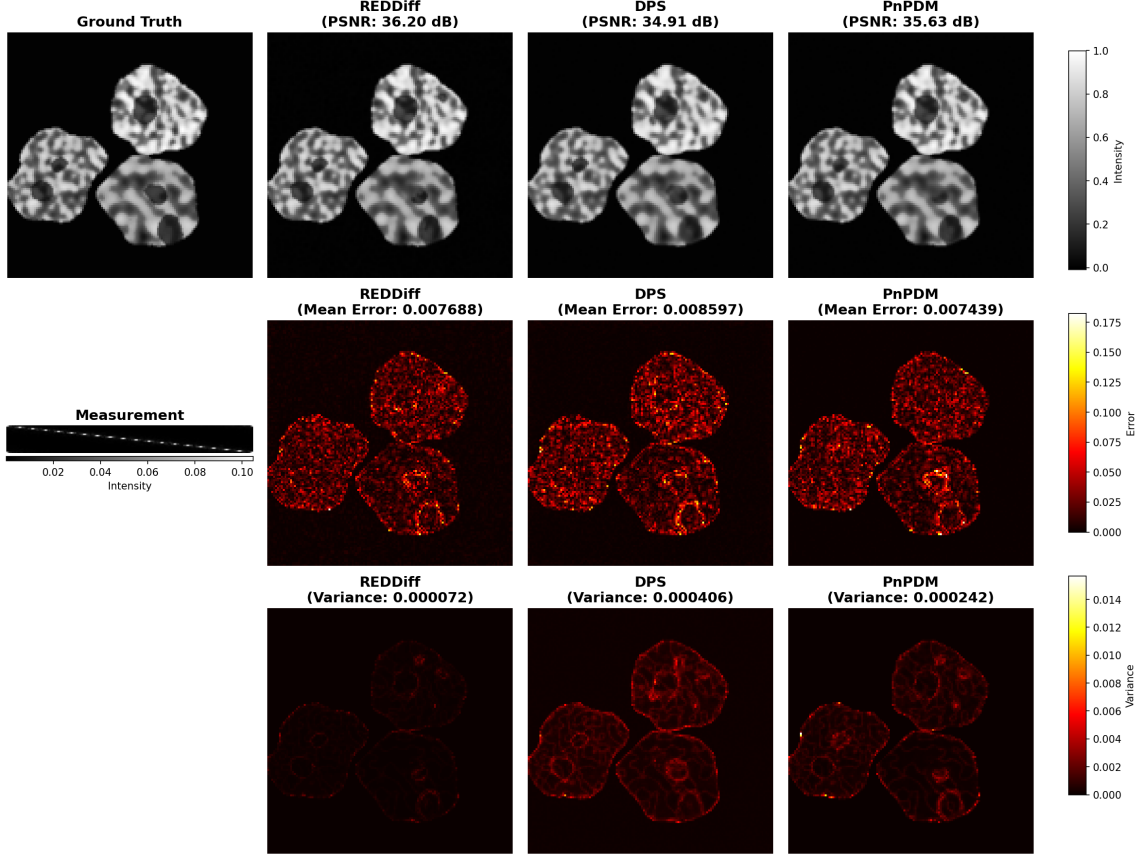 Ground Truth
REDDiff
(PSNR: 36.20 dB)
DPS
(PSNR: 34.91 dB)
PnPDM
(PSNR: 35.63 dB)
1.0
0.8
0.6
0.4
0.2
0.0
Intensity
REDDiff
(Mean Error: 0.007688)
DPS
(Mean Error: 0.008597)
PnPDM
(Mean Error: 0.007439)
0.175
0.150
0.125
0.100
0.075
0.050
0.025
0.000
Error
Measurement
0.02 0.04 0.06 0.08 0.10
Intensity
REDDiff
(Variance: 0.000072)
DPS
(Variance: 0.000406)
PnPDM
(Variance: 0.000242)
0.014
0.012
0.010
0.008
0.006
0.004
0.002
0.000
Variance